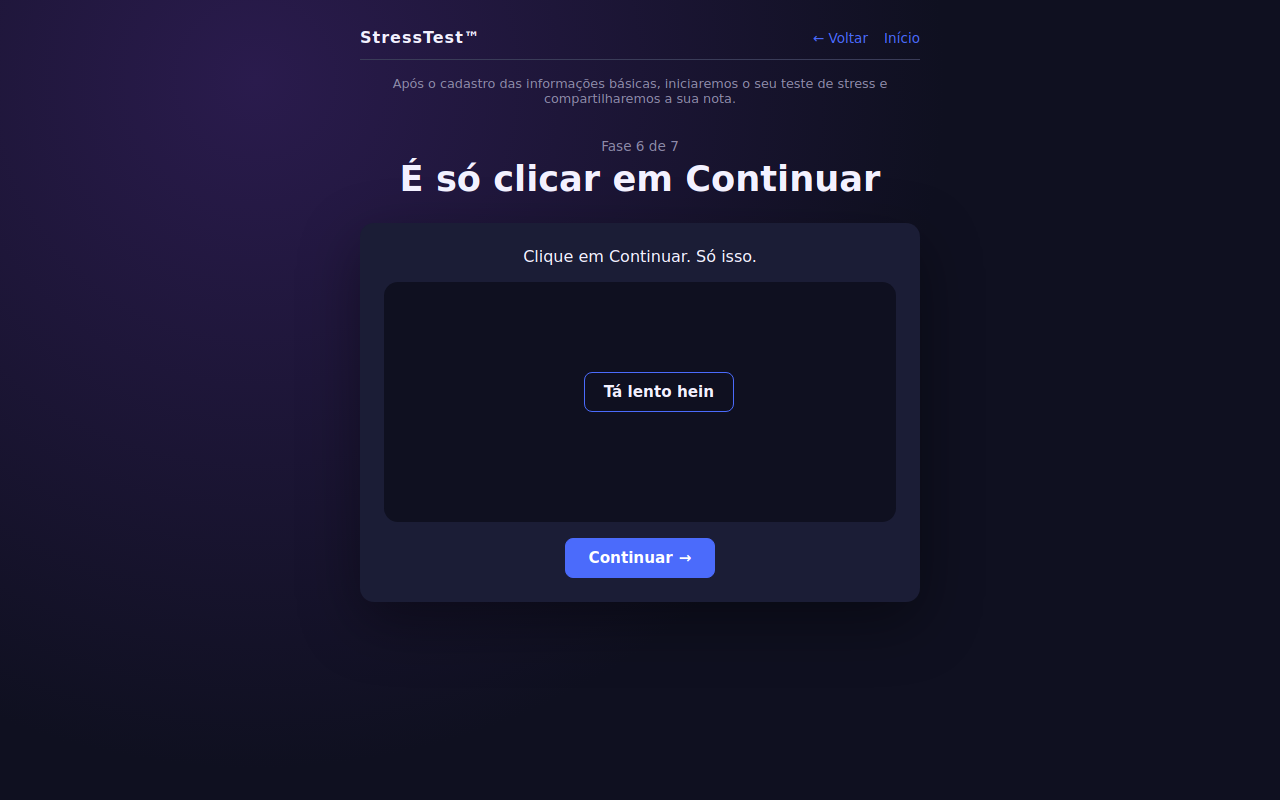 StressTest™
← Voltar Início
Após o cadastro das informações básicas, iniciaremos o seu teste de stress e
compartilharemos a sua nota.
Fase 6 de 7
É só clicar em Continuar
Clique em Continuar. Só isso.
Tá lento hein
Continuar →